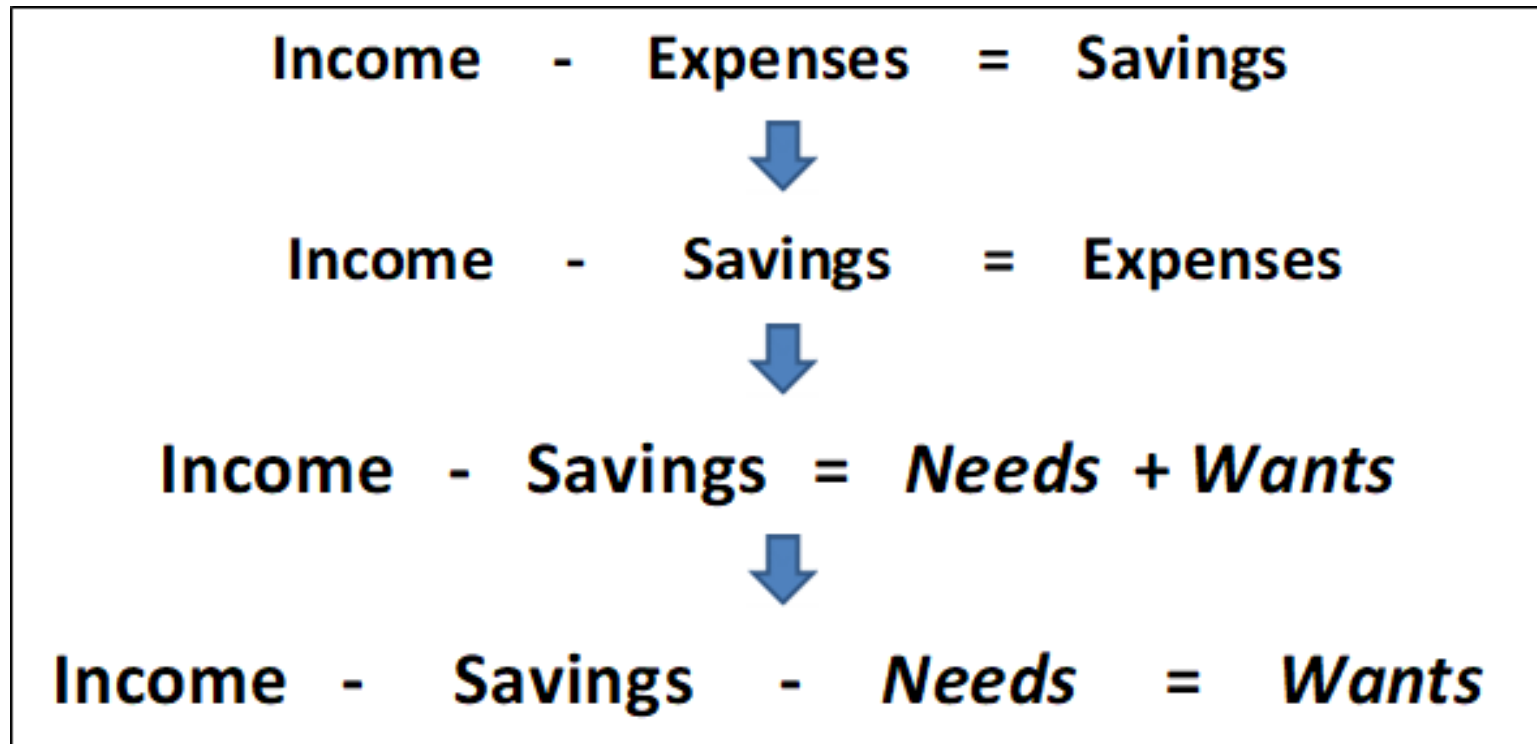 Income - Expenses = Savings
Income - Savings = Expenses
Income - Savings = Needs + Wants
Income - Savings - Needs = Wants